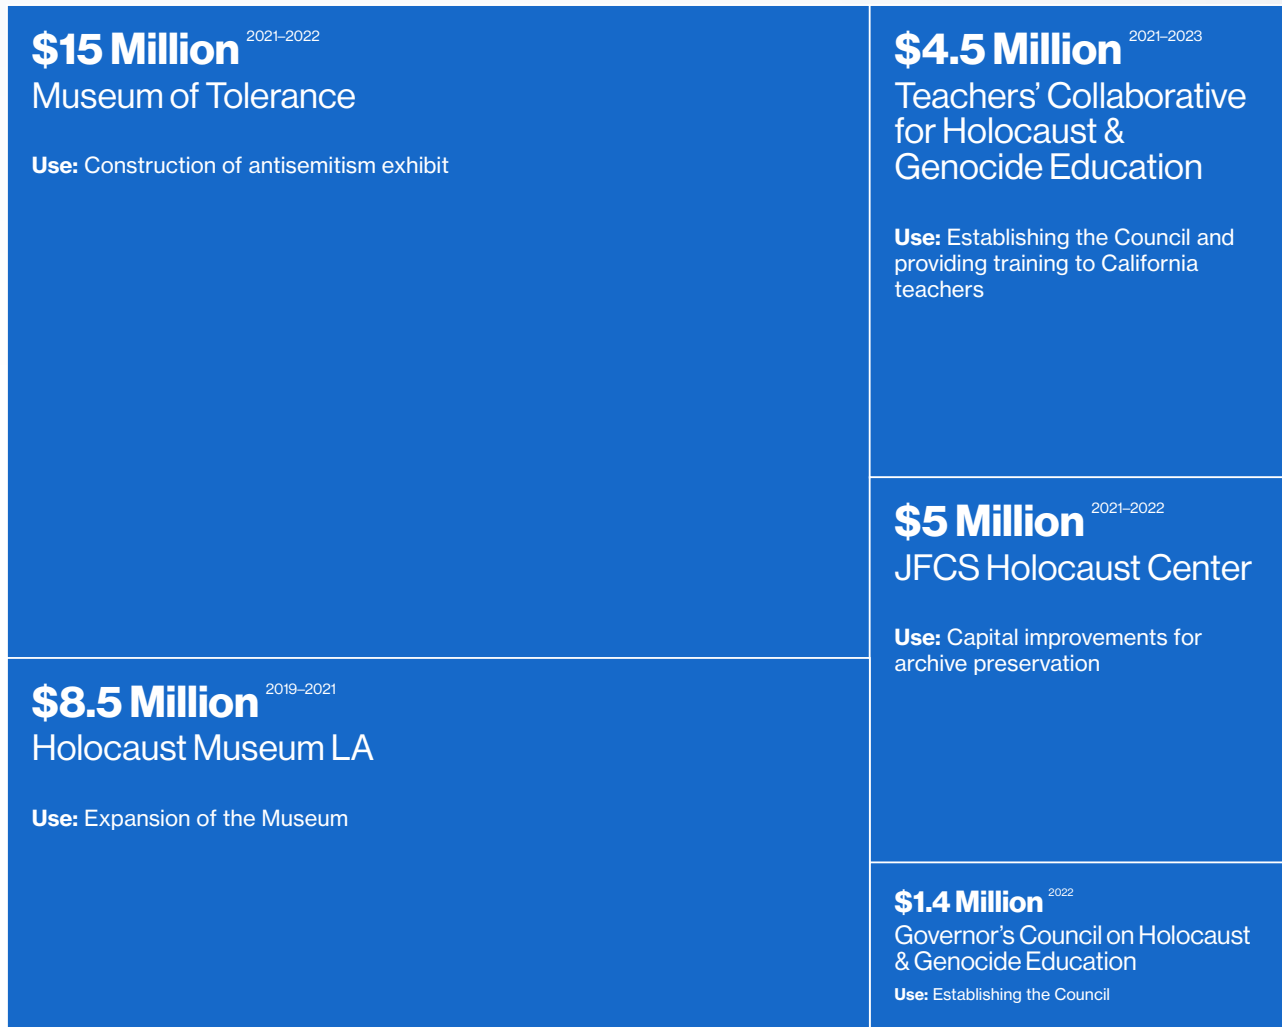 $15 Million 2021–2022
Museum of Tolerance
Use: Construction of antisemitism exhibit
$8.5 Million 2019–2021
Holocaust Museum LA
Use: Expansion of the Museum
$4.5 Million 2021–2023
Teachers’ Collaborative
for Holocaust &
Genocide Education
Use: Establishing the Council and
providing training to California
teachers
$5 Million 2021–2022
JFCS Holocaust Center
Use: Capital improvements for
archive preservation
$1.4 Million 2022
Governor’s Council on Holocaust
& Genocide Education
Use: Establishing the Council